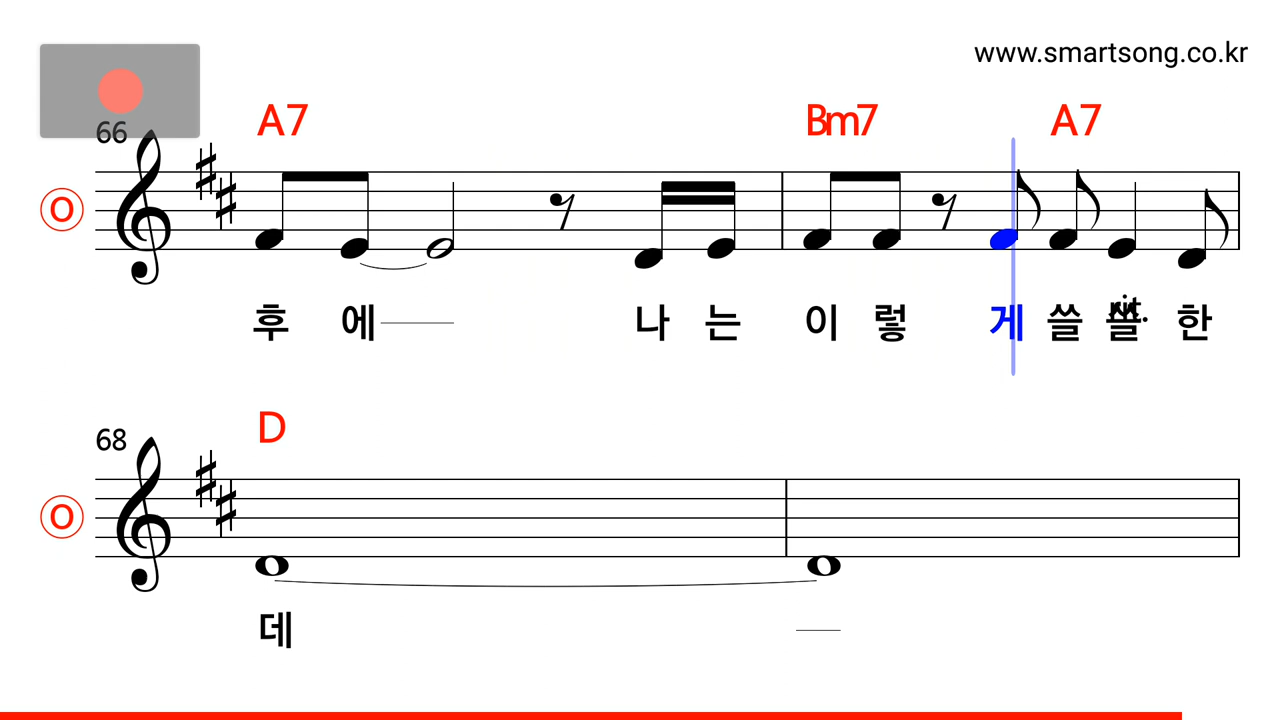 www.smartsong.co.kr
66 A7 Bm7 A7
O
rit.
후 에 나 는 이 렇 게 쓸 쓸 한
68 D
O
데